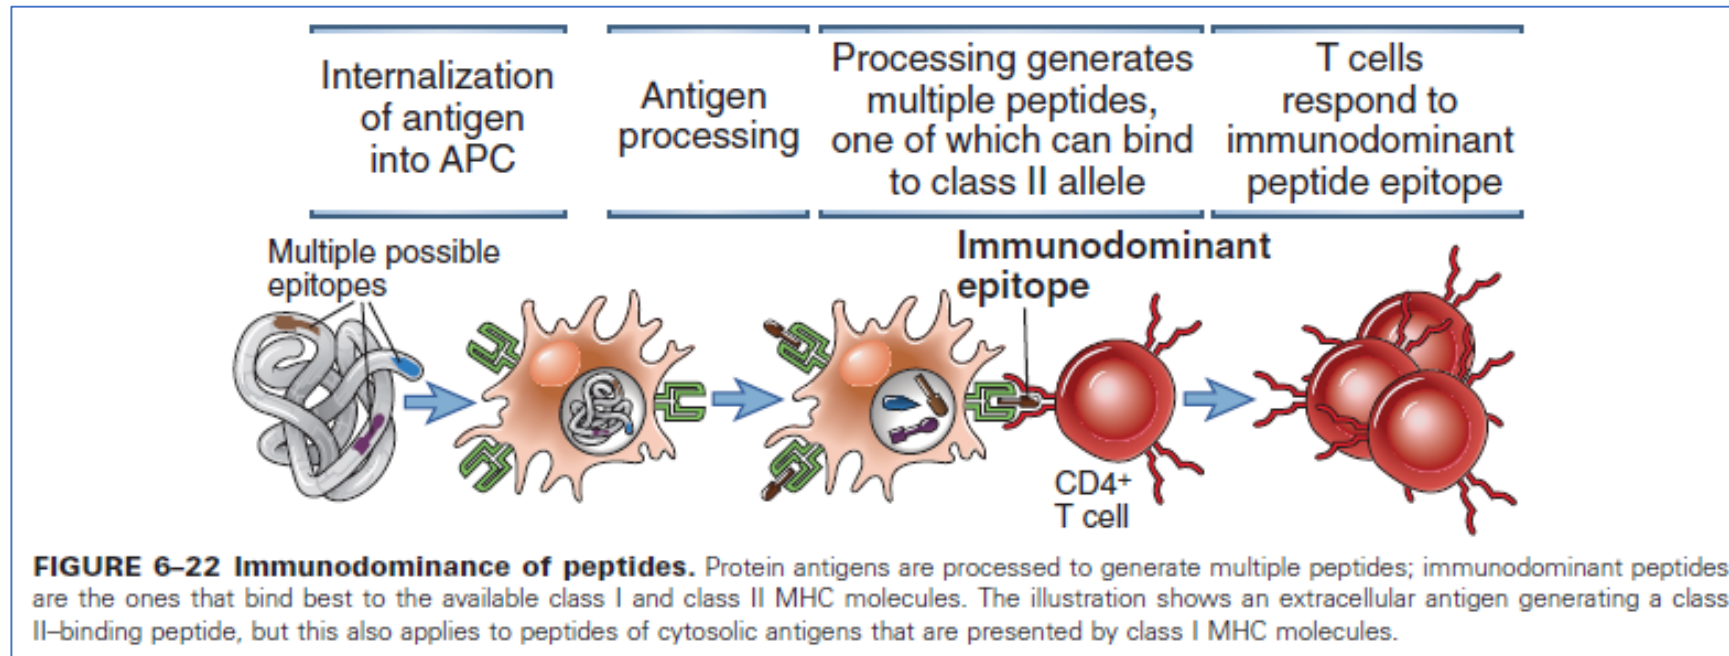 Internalization
of antigen
into APC
Antigen
processing
Processing generates
multiple peptides,
one of which can bind
to class II allele
T cells
respond to
immunodominant
peptide epitope
Multiple possible
epitopes
Immunodominant
epitope
CD4+
T cell
FIGURE 6–22 Immunodominance of peptides. Protein antigens are processed to generate multiple peptides; immunodominant peptides
are the ones that bind best to the available class I and class II MHC molecules. The illustration shows an extracellular antigen generating a class
II–binding peptide, but this also applies to peptides of cytosolic antigens that are presented by class I MHC molecules.